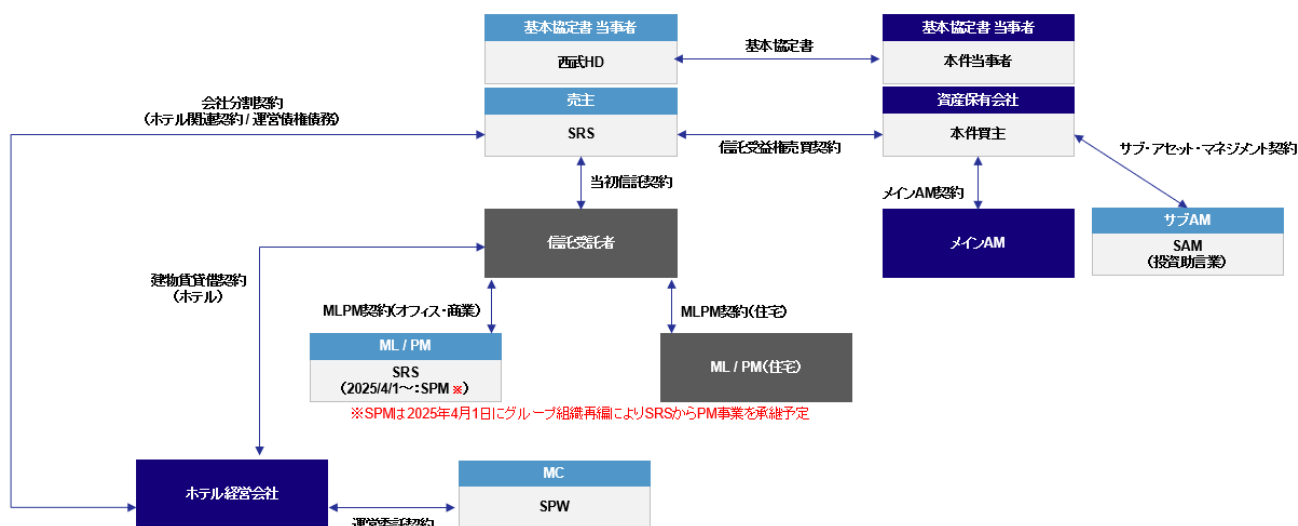 基本協定書 当事者
西武HD
基本協定書
基本協定書 当事者
本件当事者
会社分割契約
(ホテル関連契約 / 運営債権債務)
売主
SRS
信託受益権売買契約
資産保有会社
本件買主
サブ・アセット・マネジメント契約
当初信託契約
メインAM契約
信託受託者
メインAM
サブAM
SAM
(投資助言業)
建物賃貸借契約
(ホテル)
MLPM契約(オフィス・商業)
MLPM契約(住宅)
ML / PM
SRS
(2025/4/1~:SPM ※)
ML / PM(住宅)
※SPMは2025年4月1日にグループ組織再編によりSRSからPM事業を承継予定
ホテル経営会社
運営委託契約
MC
SPW